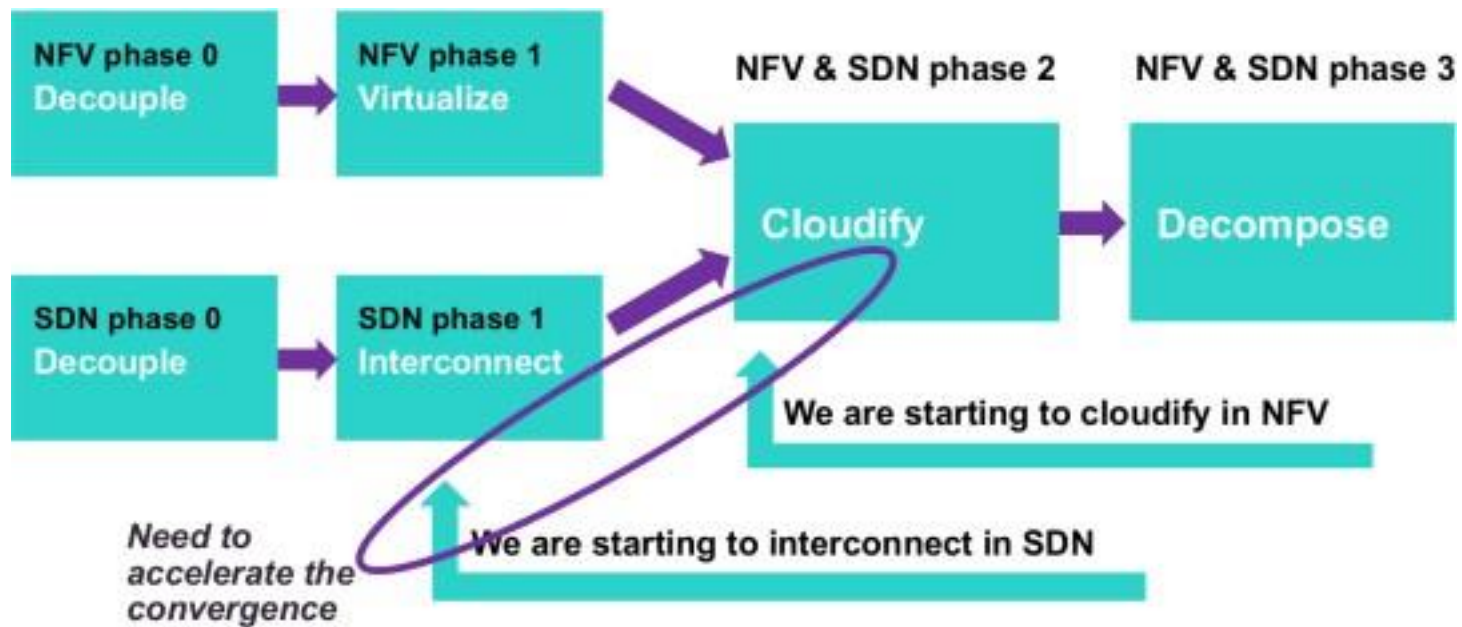 NFV phase 0
Decouple
NFV phase 1
Virtualize
NFV & SDN phase 2
Cloudify
NFV & SDN phase 3
Decompose
SDN phase 0
Decouple
SDN phase 1
Interconnect
We are starting to cloudify in NFV
We are starting to interconnect in SDN
Need to
accelerate the
convergence